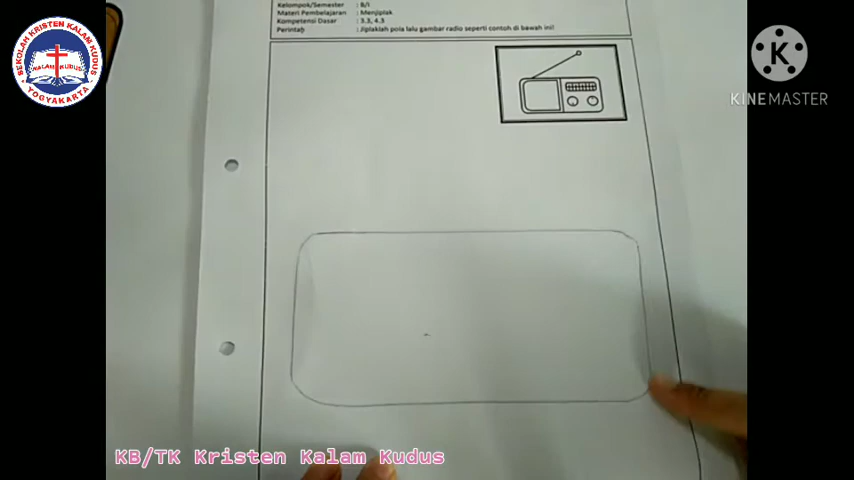 Kelompok/Semester : B/I
Materi Pembelajaran : Menjiplak
Kompetensi Dasar : 3.3, 4.3
Perintah : Jiplaklah pola lalu gambar radio seperti contoh di bawah ini!
SEKOLAH KRISTEN KALAM KUDUS
KALAM KUDUS
YOGYAKARTA
K
KINEMASTER
KB/TK Kristen Kalam Kudus